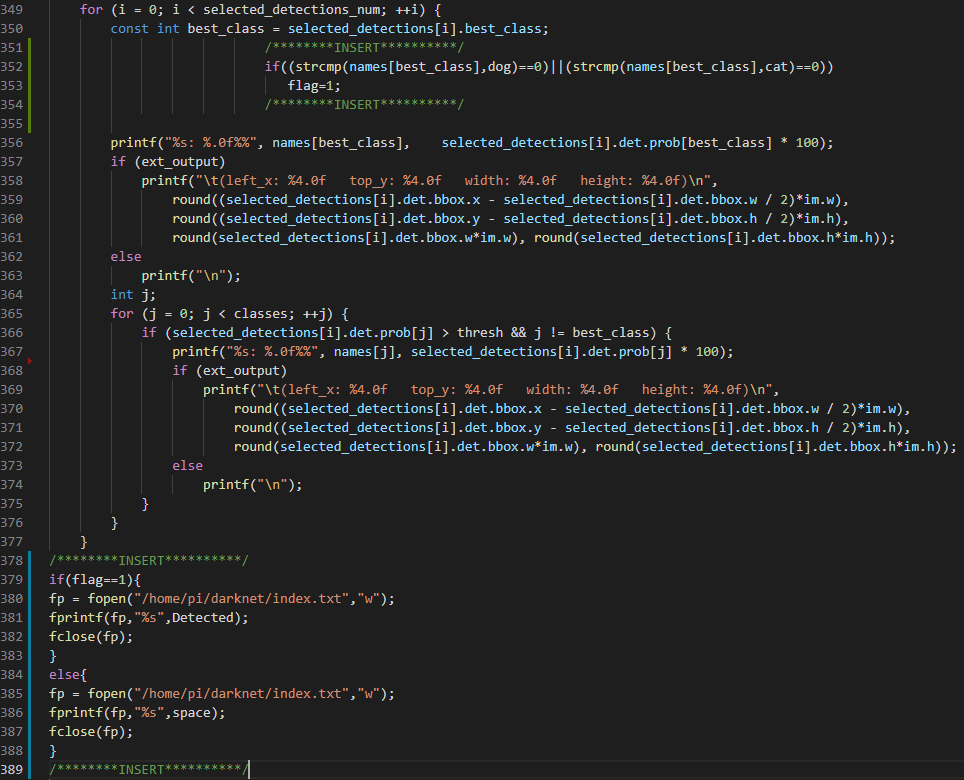 349 for (i = 0; i < selected_detections_num; ++i) {
350 const int best_class = selected_detections[i].best_class;
351 /********INSERT**********/
352 if((strcmp(names[best_class],dog)==0)||(strcmp(names[best_class],cat)==0))
353 flag=1;
354 /********INSERT**********/
355
356 printf("%s: %.0f%%", names[best_class],    selected_detections[i].det.prob[best_class] * 100);
357 if (ext_output)
358 printf("\t(left_x: %4.0f   top_y: %4.0f   width: %4.0f   height: %4.0f)\n",
359 round((selected_detections[i].det.bbox.x - selected_detections[i].det.bbox.w / 2)*im.w),
360 round((selected_detections[i].det.bbox.y - selected_detections[i].det.bbox.h / 2)*im.h),
361 round(selected_detections[i].det.bbox.w*im.w), round(selected_detections[i].det.bbox.h*im.h));
362 else
363 printf("\n");
364 int j;
365 for (j = 0; j < classes; ++j) {
366 if (selected_detections[i].det.prob[j] > thresh && j != best_class) {
367 printf("%s: %.0f%%", names[j], selected_detections[i].det.prob[j] * 100);
368 if (ext_output)
369 printf("\t(left_x: %4.0f   top_y: %4.0f   width: %4.0f   height: %4.0f)\n",
370 round((selected_detections[i].det.bbox.x - selected_detections[i].det.bbox.w / 2)*im.w),
371 round((selected_detections[i].det.bbox.y - selected_detections[i].det.bbox.h / 2)*im.h),
372 round(selected_detections[i].det.bbox.w*im.w), round(selected_detections[i].det.bbox.h*im.h));
373 else
374 printf("\n");
375 }
376 }
377 }
378 /********INSERT**********/
379 if(flag==1){
380 fp = fopen("/home/pi/darknet/index.txt","w");
381 fprintf(fp,"%s",Detected);
382 fclose(fp);
383 }
384 else{
385 fp = fopen("/home/pi/darknet/index.txt","w");
386 fprintf(fp,"%s",space);
387 fclose(fp);
388 }
389 /********INSERT**********/